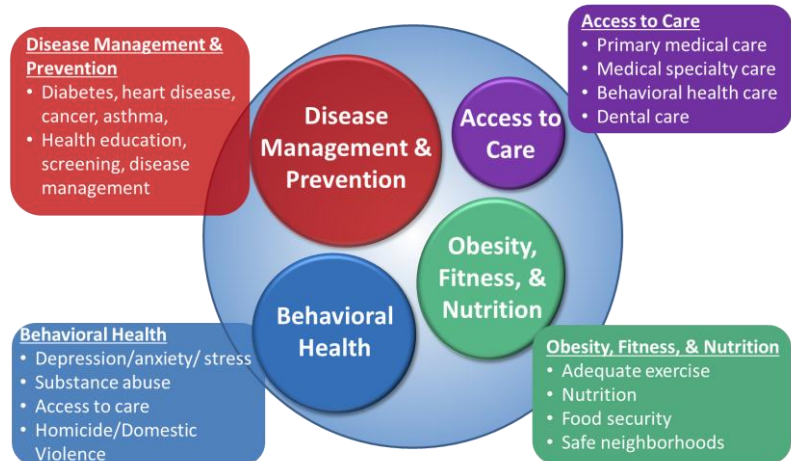 Disease Management &
Prevention
• Diabetes, heart disease,
cancer, asthma,
• Health education,
screening, disease
management
Access to Care
• Primary medical care
• Medical specialty care
• Behavioral health care
• Dental care
Disease
Management &
Prevention
Access to
Care
Behavioral
Health
Obesity,
Fitness, &
Nutrition
Behavioral Health
• Depression/anxiety/ stress
• Substance abuse
• Access to care
• Homicide/Domestic
Violence
Obesity, Fitness, & Nutrition
• Adequate exercise
• Nutrition
• Food security
• Safe neighborhoods